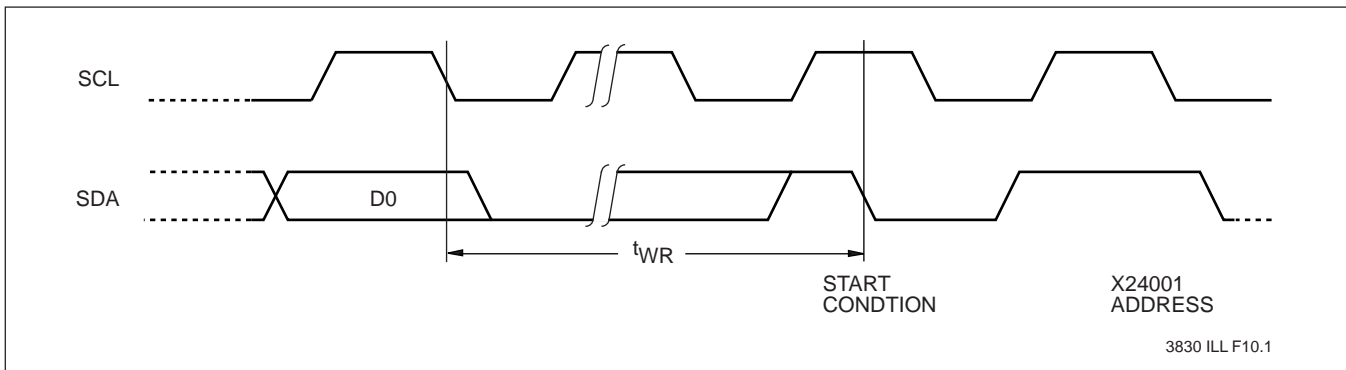 SCL
SDA
D0
tWR
START
CONDTION
X24001
ADDRESS
3830 ILL F10.1